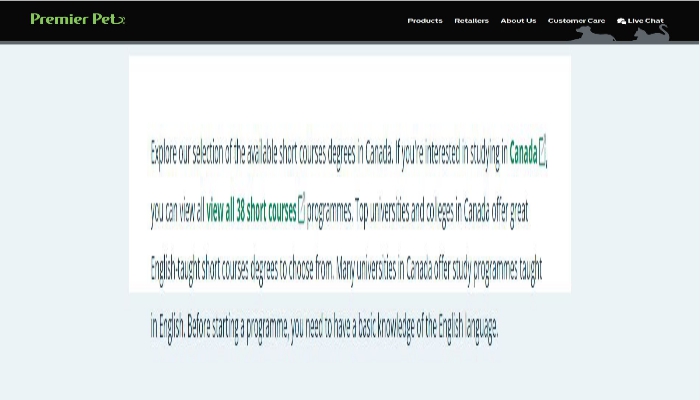 Premier Pet
Products Retailers About Us Customer Care Live Chat
Explore our selection of the available short courses degrees in Canada. If you're interested in studying in Canada ,
you can view all view all 38 short courses programmes. Top universities and colleges in Canada offer great
English-taught short courses degrees to choose from. Many universities in Canada offer study programmes taught
in English. Before starting a programme, you need to have a basic knowledge of the English language.